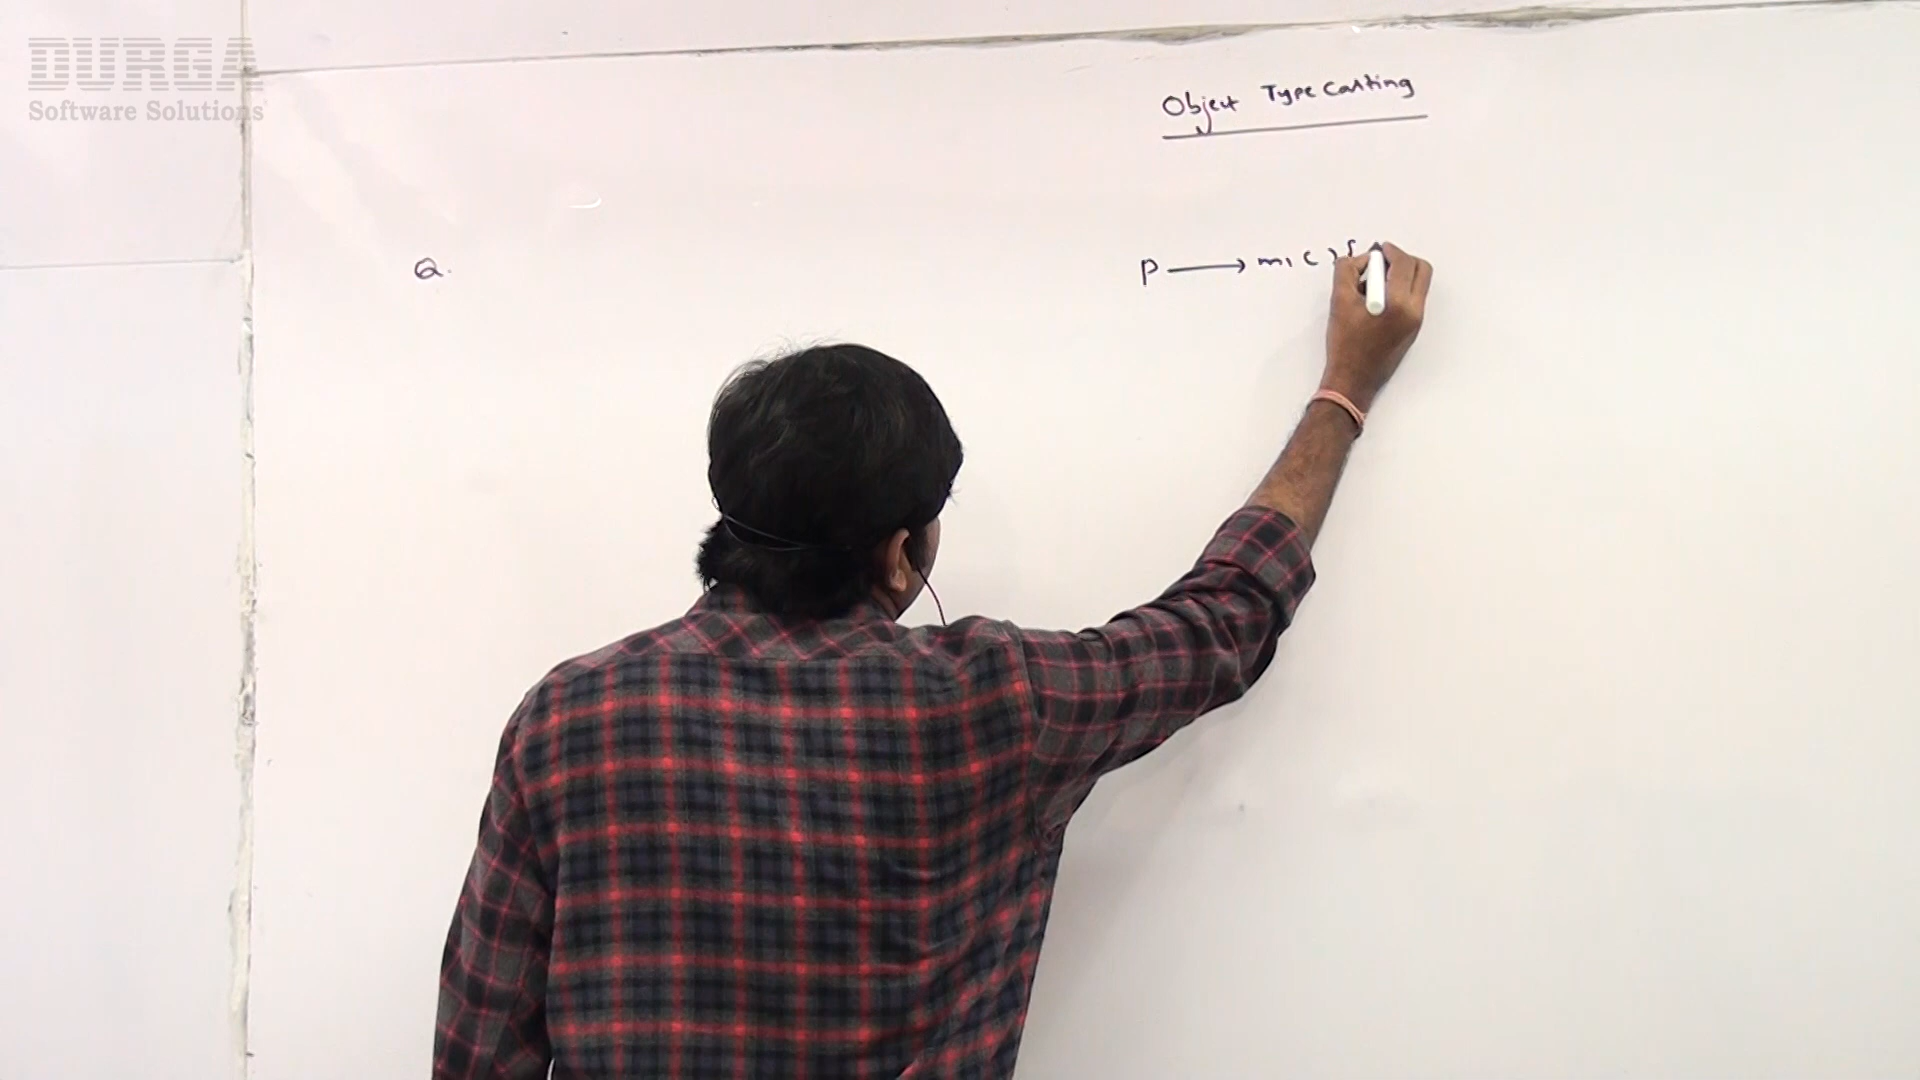 DURGA
Software Solutions
Object Type Casting
Q.
P → m1 ( ) {